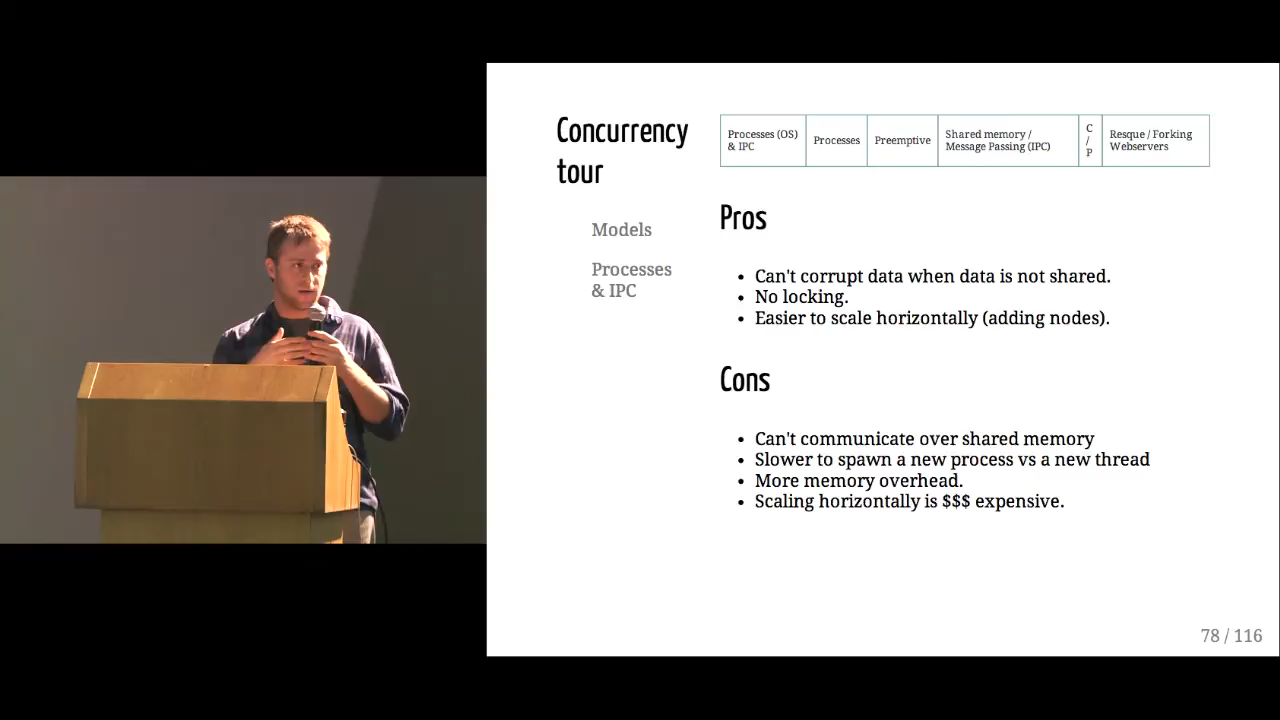 Concurrency
tour
Models
Processes
& IPC
Processes (OS)
& IPC
Processes
Preemptive
Shared memory /
Message Passing (IPC)
C
/
P
Resque / Forking
Webservers
Pros
• Can't corrupt data when data is not shared.
• No locking.
• Easier to scale horizontally (adding nodes).
Cons
• Can't communicate over shared memory
• Slower to spawn a new process vs a new thread
• More memory overhead.
• Scaling horizontally is $$$ expensive.
78 / 116